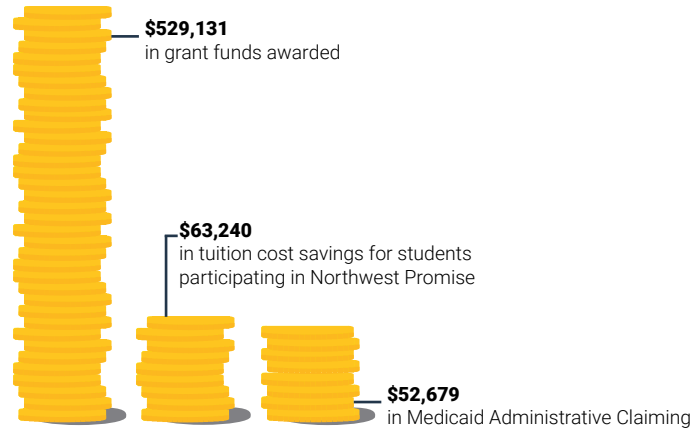 $529,131
in grant funds awarded
$63,240
in tuition cost savings for students
participating in Northwest Promise
$52,679
in Medicaid Administrative Claiming